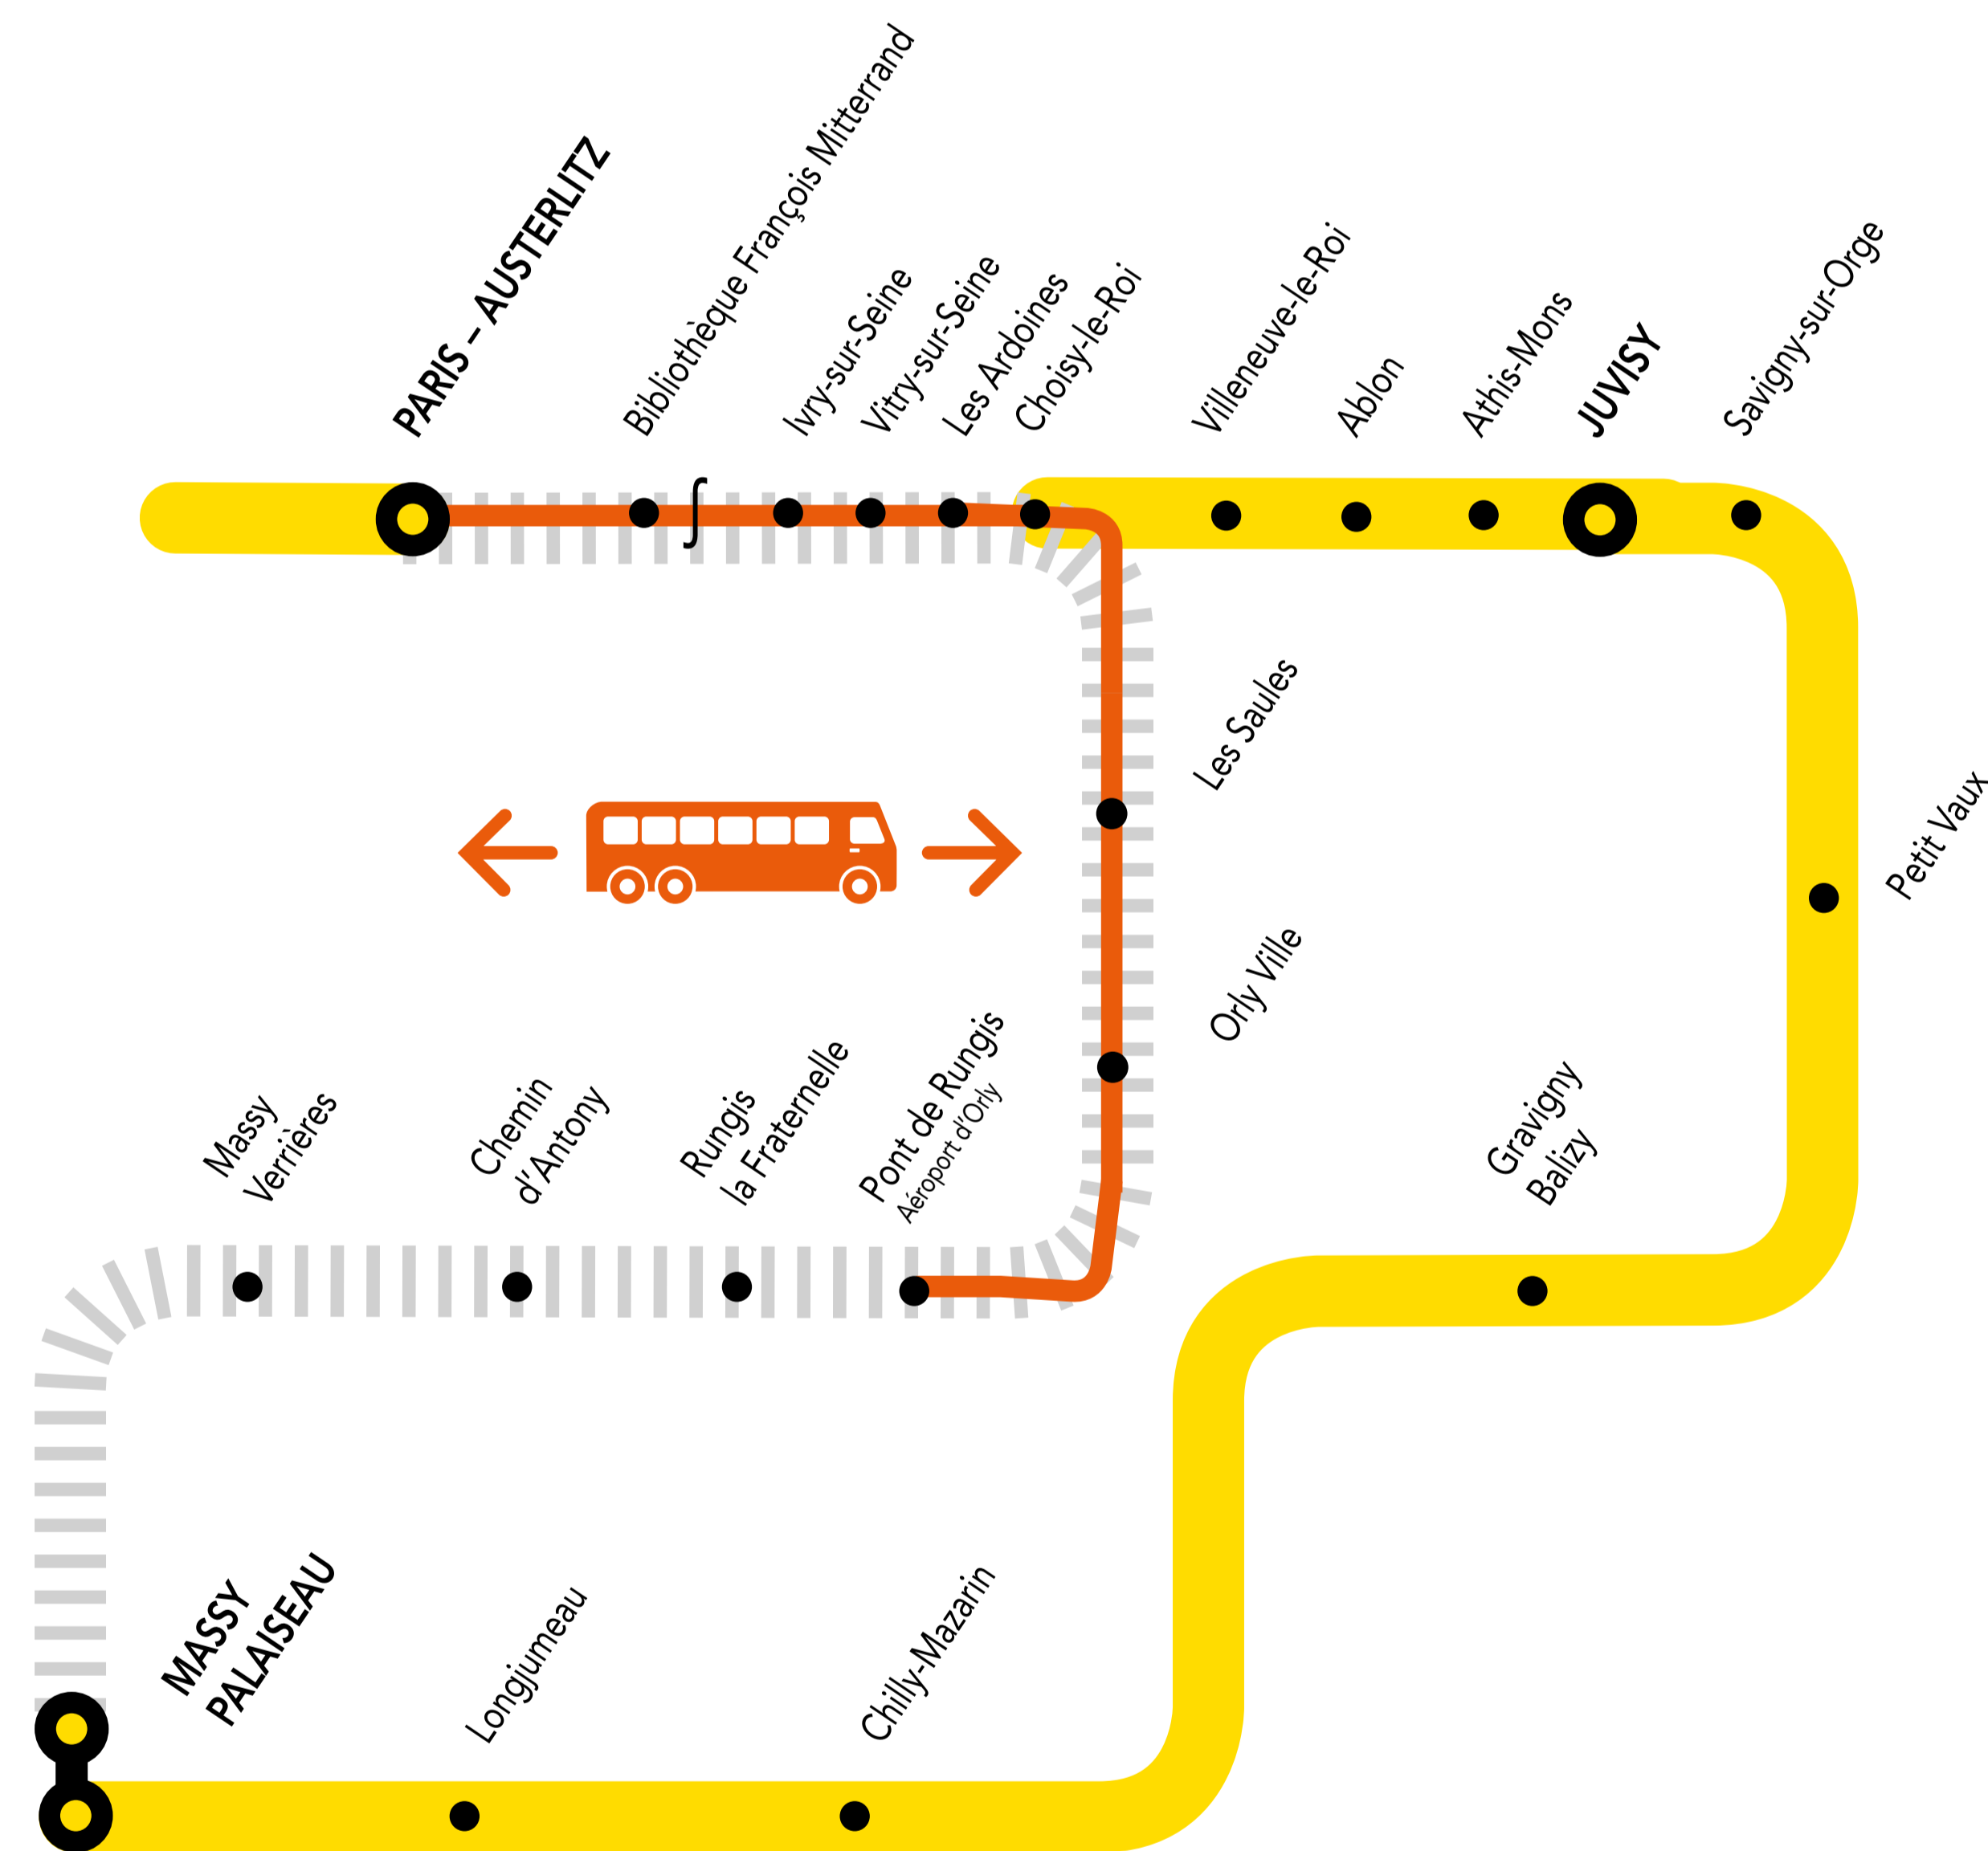 PARIS – AUSTERLITZ
Bibliothèque François Mitterrand
Ivry-sur-Seine
Vitry-sur-Seine
Les Ardoines
Choisy-le-Roi
Villeneuve-le-Roi
Ablon
Athis-Mons
JUVISY
Savigny-sur-Orge
Les Saules
Petit Vaux
Orly Ville
Massy
Verrières
Chemin
d'Antony
Rungis
la Fraternelle
Pont de Rungis
Aéroport d'Orly
Gravigny
Balizy
MASSY
PALAISEAU
Longjumeau
Chilly-Mazarin